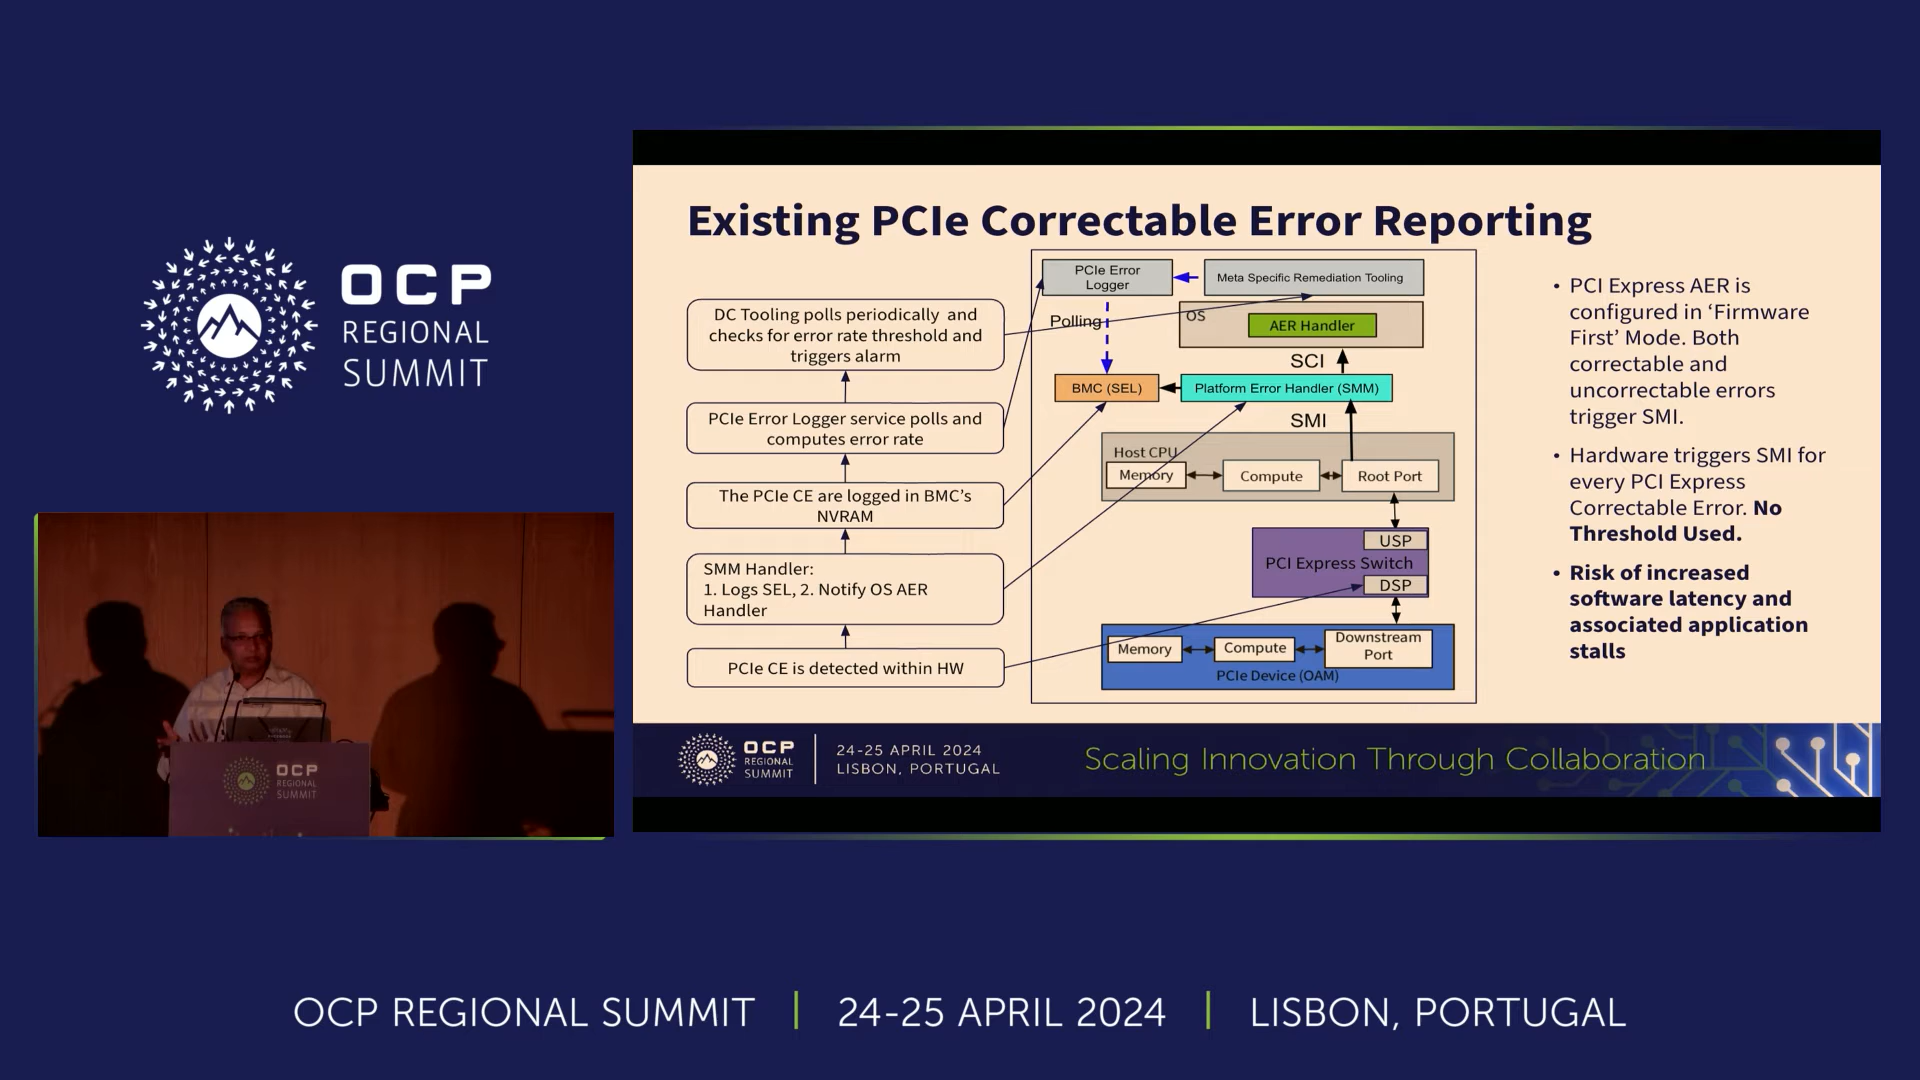 OCP
REGIONAL
SUMMIT
Existing PCIe Correctable Error Reporting
DC Tooling polls periodically and
checks for error rate threshold and
triggers alarm
PCIe Error Logger service polls and
computes error rate
The PCIe CE are logged in BMC's
NVRAM
SMM Handler:
1. Logs SEL, 2. Notify OS AER
Handler
PCIe CE is detected within HW
PCIe Error
Logger
Meta Specific Remediation Tooling
Polling
OS
AER Handler
SCI
BMC (SEL)
Platform Error Handler (SMM)
SMI
Host CPU
Memory
Compute
Root Port
USP
PCI Express Switch
DSP
Memory
Compute
Downstream
Port
PCIe Device (OAM)
• PCI Express AER is
configured in ‘Firmware
First’ Mode. Both
correctable and
uncorrectable errors
trigger SMI.
• Hardware triggers SMI for
every PCI Express
Correctable Error. No
Threshold Used.
• Risk of increased
software latency and
associated application
stalls
OCP
REGIONAL
SUMMIT
24-25 APRIL 2024
LISBON, PORTUGAL
Scaling Innovation Through Collaboration
OCP
REGIONAL
SUMMIT
OCP REGIONAL SUMMIT | 24-25 APRIL 2024 | LISBON, PORTUGAL